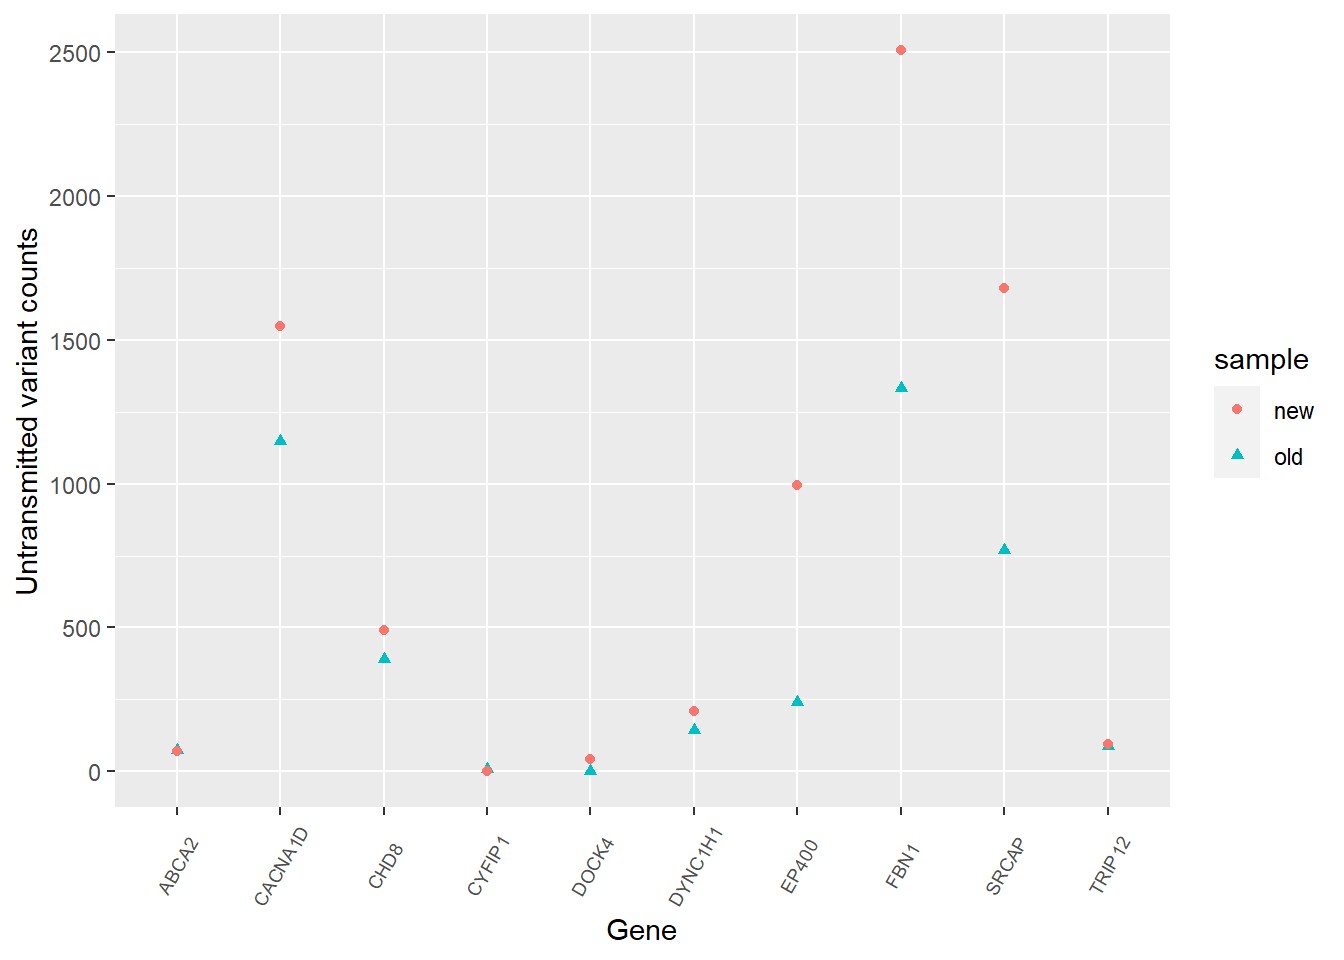 2500
2000
1500
1000
500
0
Untransmitted variant counts
ABCA2
CACNA1D
CHD8
CYFIP1
DOCK4
DYNC1H1
EP400
FBN1
SRCAP
TRIP12
Gene
sample
new
old